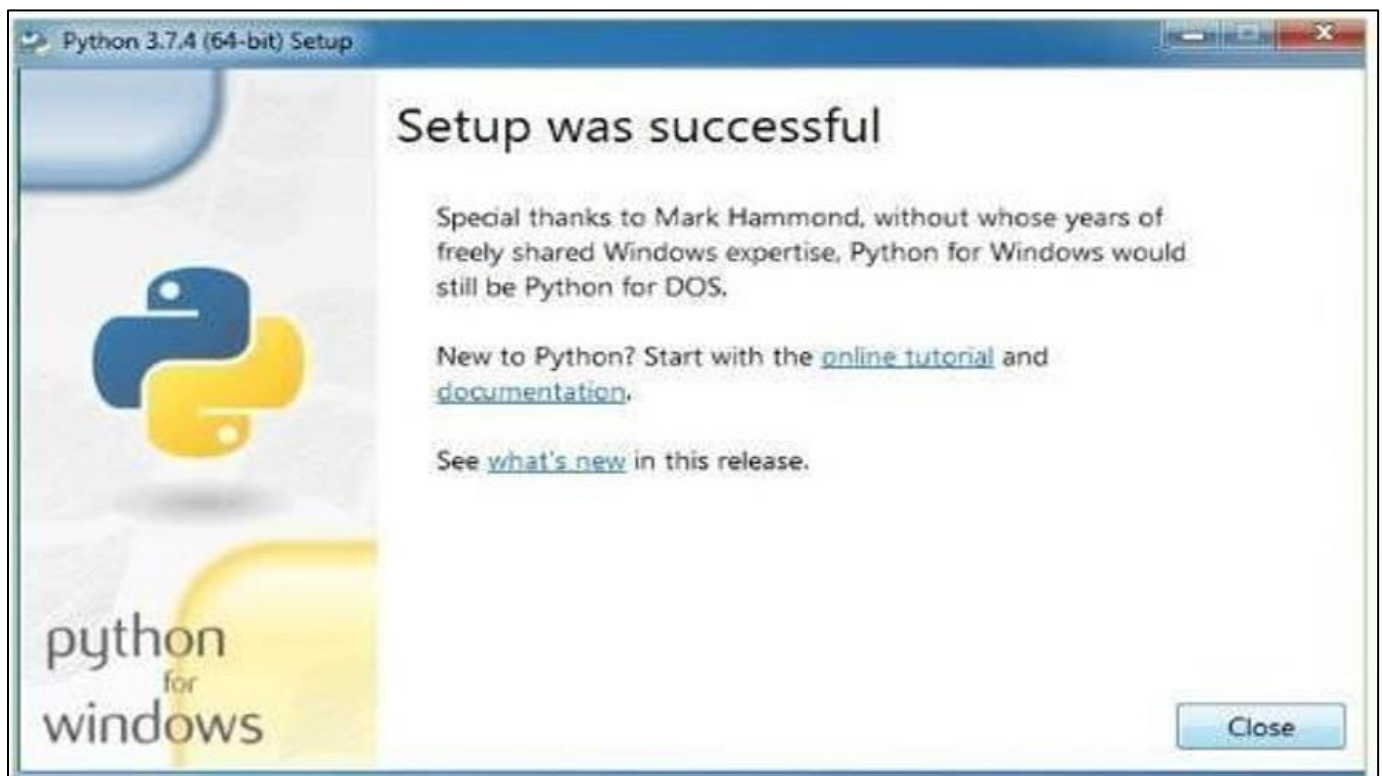 Python 3.7.4 (64-bit) Setup
Setup was successful
Special thanks to Mark Hammond, without whose years of
freely shared Windows expertise, Python for Windows would
still be Python for DOS.
New to Python? Start with the online tutorial and
documentation.
See what's new in this release.
python
for
windows
Close